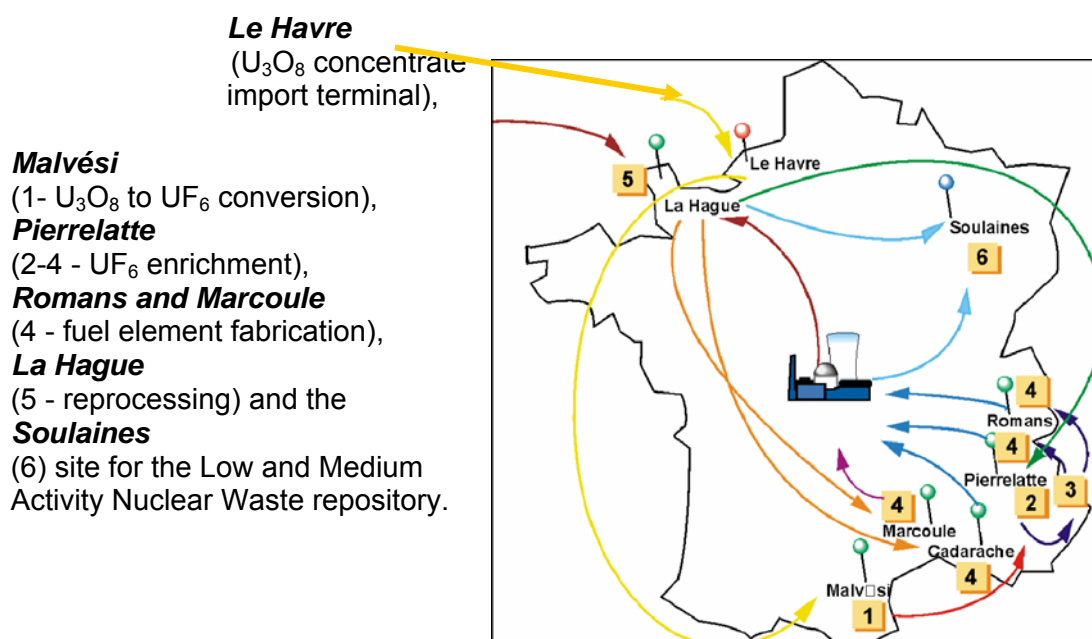 Le Havre
(U₃O₈ concentrate
import terminal),
Malvési
(1- U₃O₈ to UF₆ conversion),
Pierrelatte
(2-4 - UF₆ enrichment),
Romans and Marcoule
(4 - fuel element fabrication),
La Hague
(5 - reprocessing) and the
Soulaines
(6) site for the Low and Medium
Activity Nuclear Waste repository.
Le Havre
5
La Hague
Soulaines
6
4
Romans
4
Pierrelatte
2
3
4
Marcoule
Cadarache
4
Malv□si
1